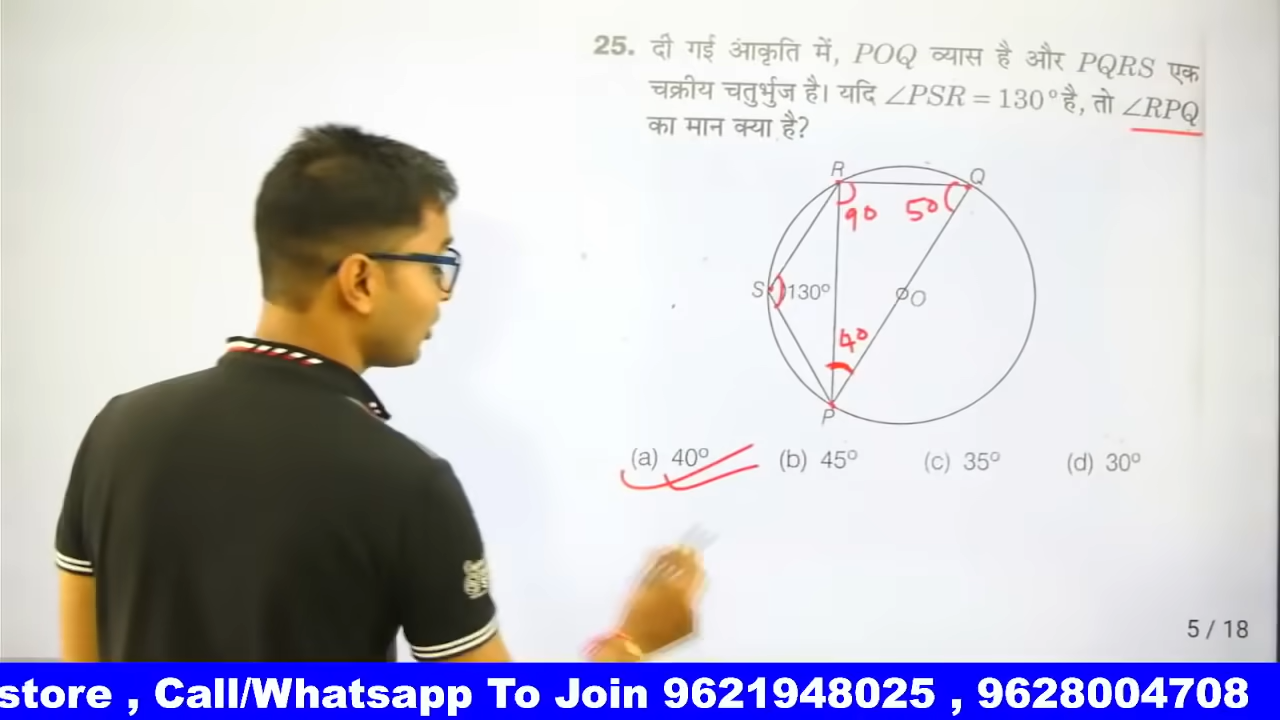 25. दी गई आकृति में, POQ व्यास है और PQRS एक
चक्रीय चतुर्भुज है। यदि ∠PSR = 130° है, तो ∠RPQ
का मान क्या है?
R
Q
90
50
S
130°
O
40
P
(a) 40° (b) 45° (c) 35° (d) 30°
5 / 18
store , Call/Whatsapp To Join 9621948025 , 9628004708